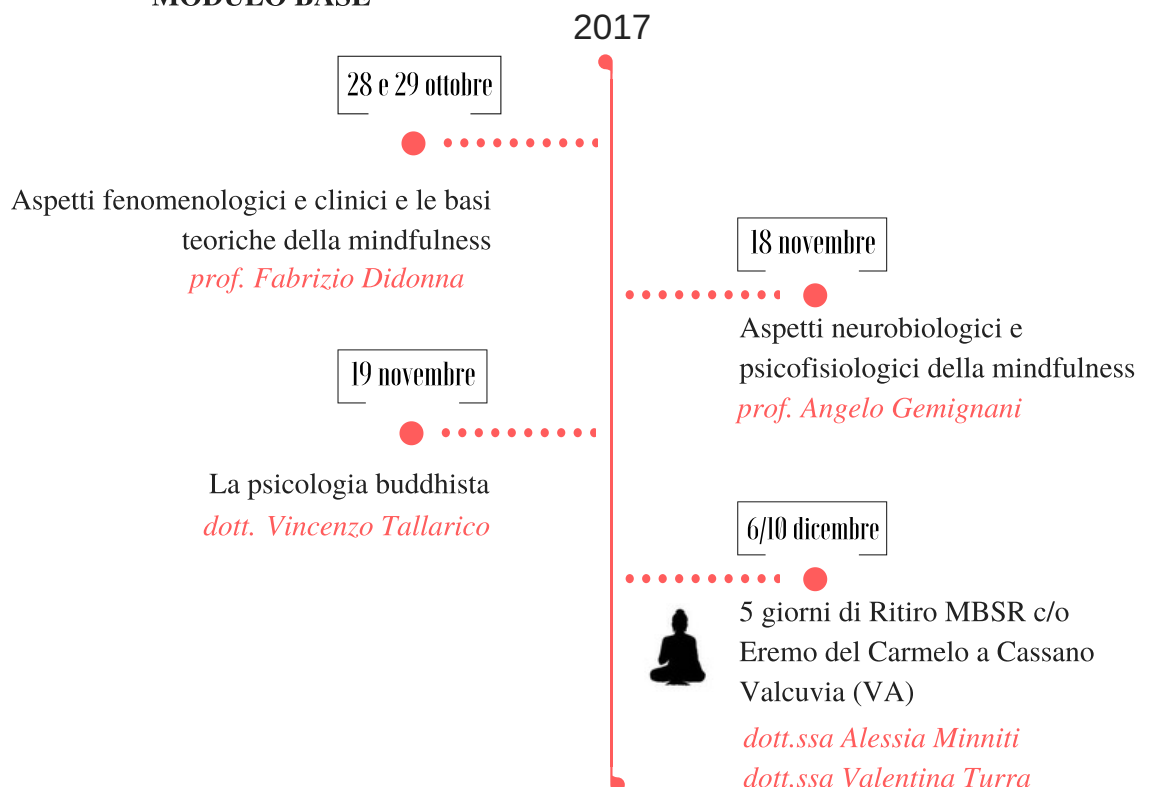 MODULO BASE
2017
28 e 29 ottobre
Aspetti fenomenologici e clinici e le basi
teoriche della mindfulness
prof. Fabrizio Didonna
18 novembre
Aspetti neurobiologici e
psicofisiologici della mindfulness
prof. Angelo Gemignani
19 novembre
La psicologia buddhista
dott. Vincenzo Tallarico
6/10 dicembre
5 giorni di Ritiro MBSR c/o
Eremo del Carmelo a Cassano
Valcuvia (VA)
dott.ssa Alessia Minniti
dott.ssa Valentina Turra